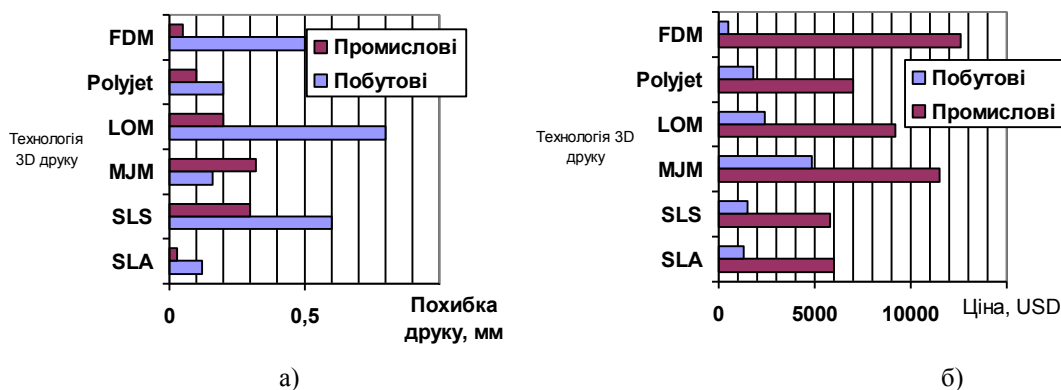 FDM
Polyjet
LOM
MJM
SLS
SLA
Технологія
3D друку
Промислові
Побутові
0
0,5
Похибка
друку, мм
а)
FDM
Polyjet
LOM
MJM
SLS
SLA
Технологія 3D
друку
Побутові
Промислові
0
5000
10000
Ціна, USD
б)